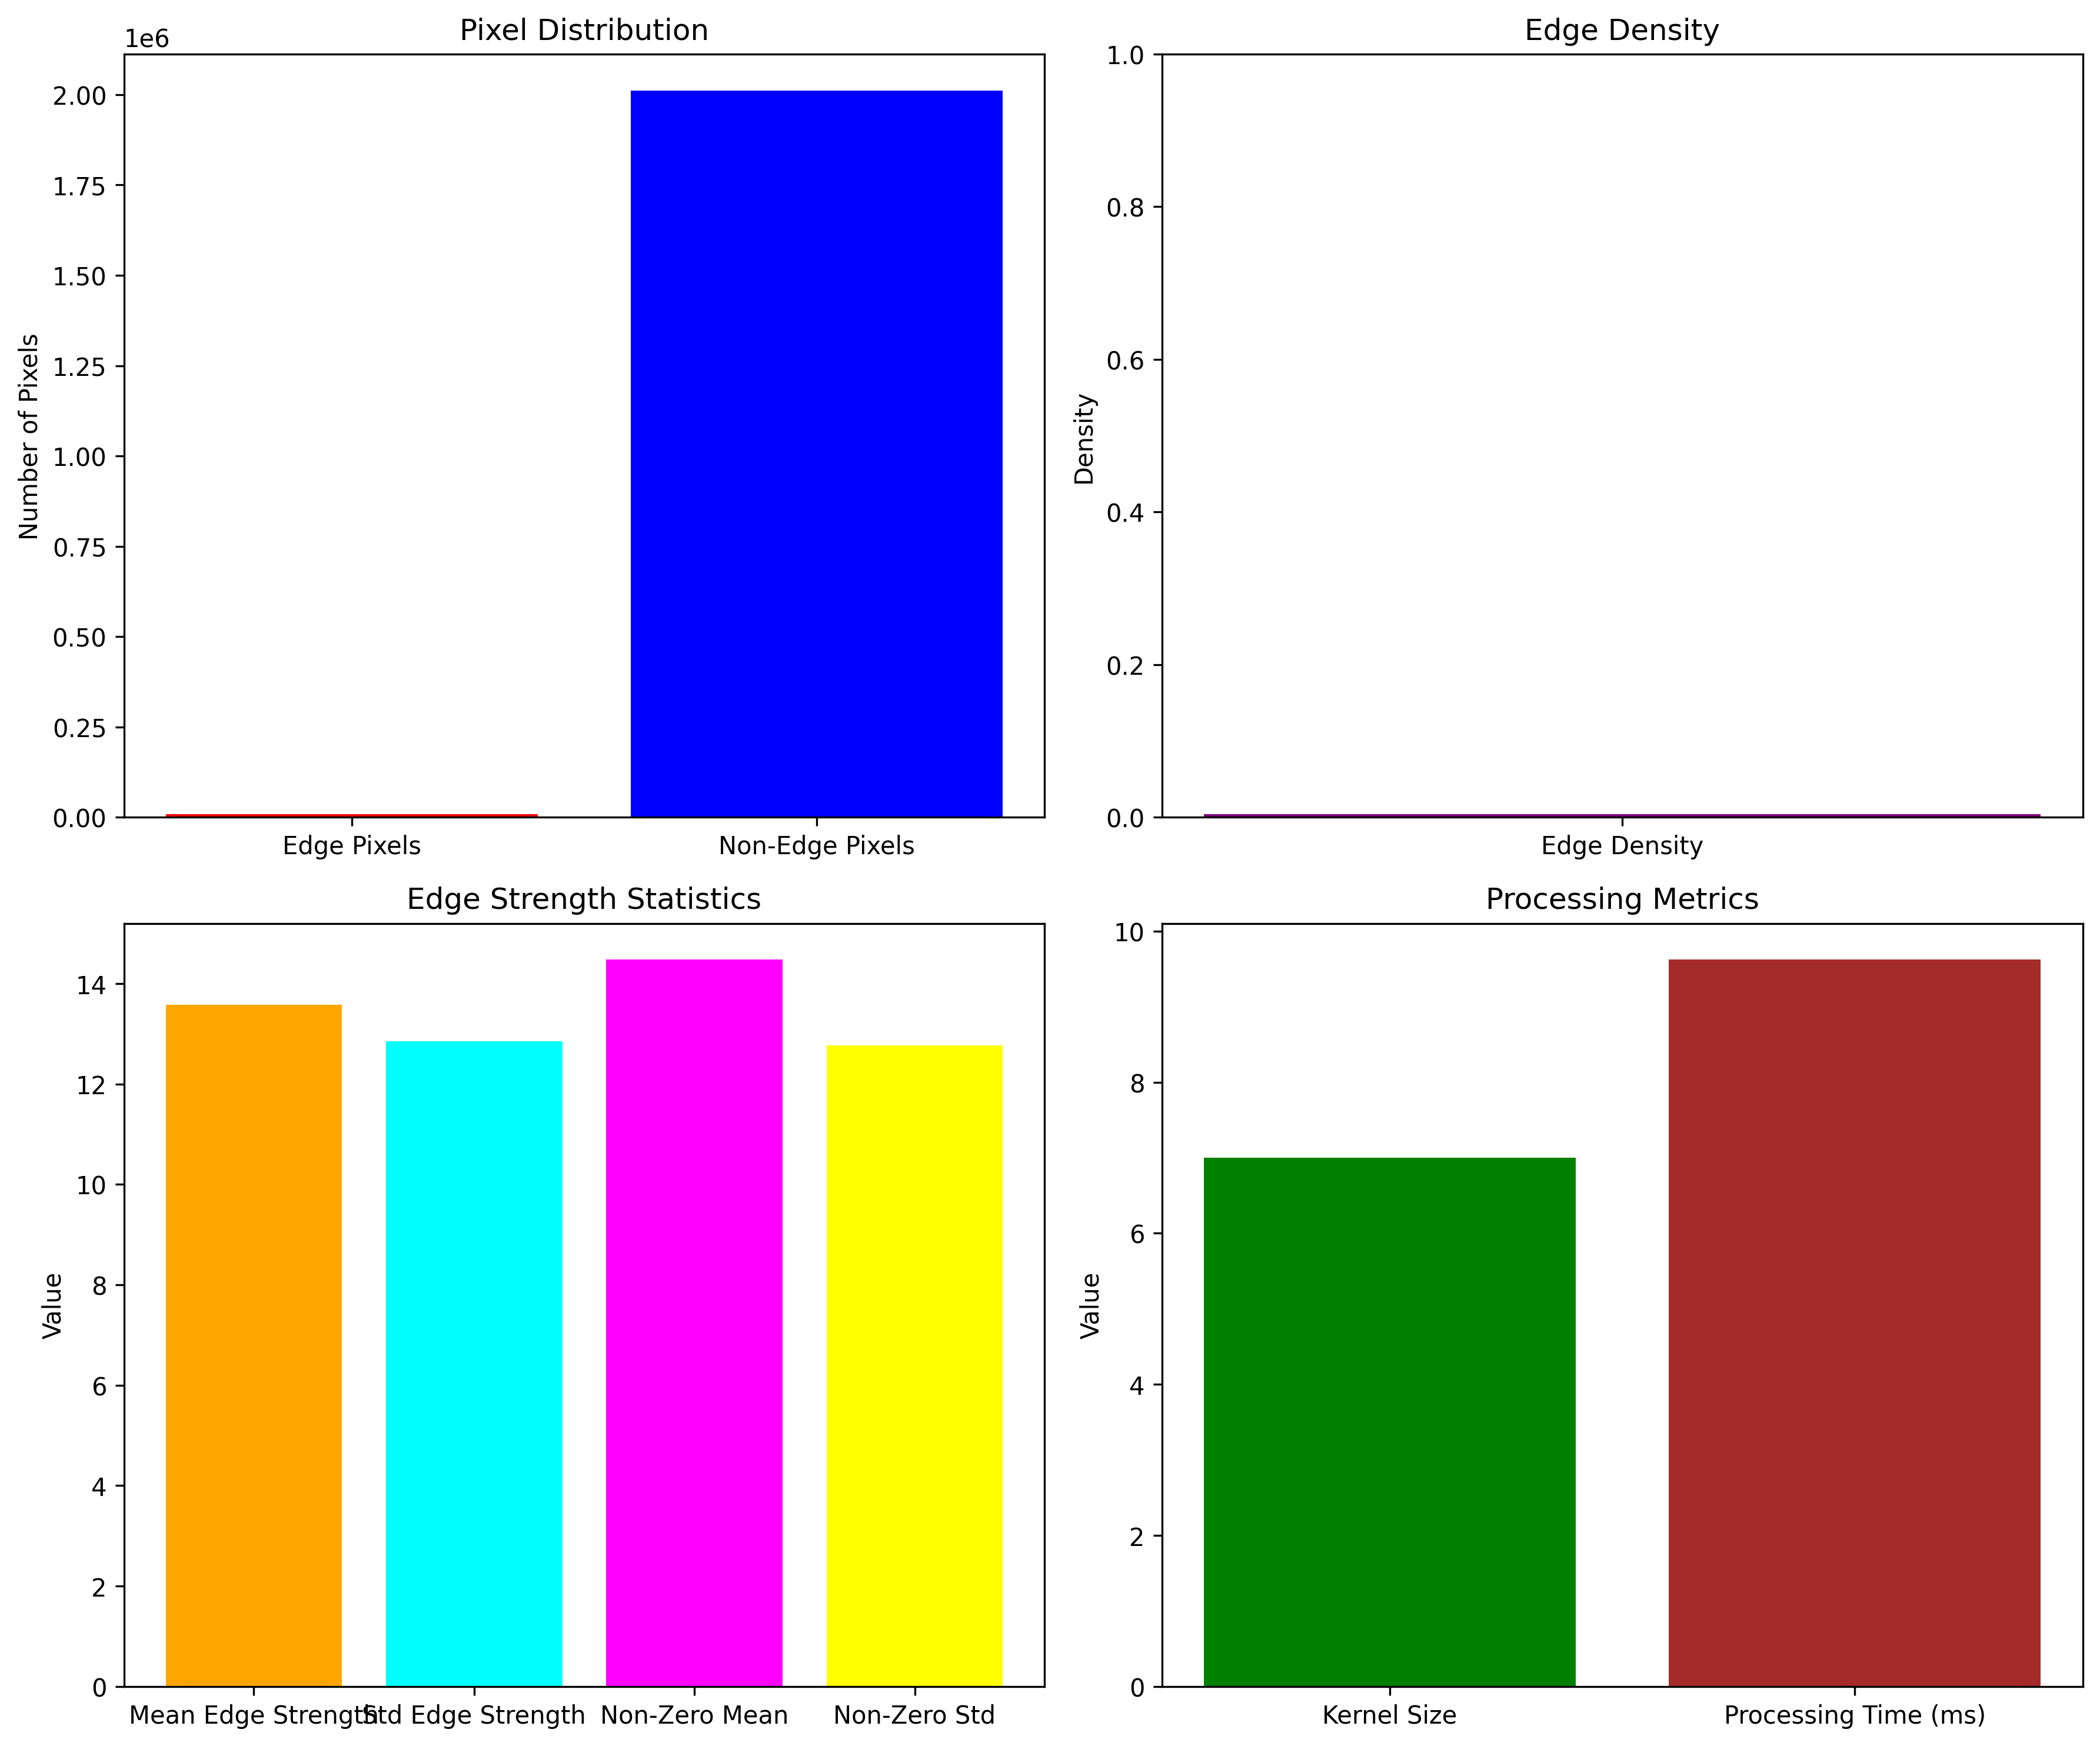 Pixel Distribution
1e6
2.00
1.75
1.50
1.25
1.00
0.75
0.50
0.25
0.00
Number of Pixels
Edge Pixels
Non-Edge Pixels
Edge Density
1.0
0.8
0.6
0.4
0.2
0.0
Density
Edge Density
Edge Strength Statistics
14
12
10
8
6
4
2
0
Value
Mean Edge Strength
Std Edge Strength
Non-Zero Mean
Non-Zero Std
Processing Metrics
10
8
6
4
2
0
Value
Kernel Size
Processing Time (ms)